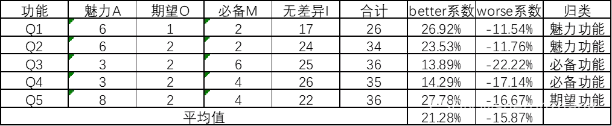 功能 魅力A 期望O 必备M 无差异I 合计 better系数 worse系数 归类
Q1 6 1 2 17 26 26.92% -11.54% 魅力功能
Q2 6 2 2 24 34 23.53% -11.76% 魅力功能
Q3 3 2 6 25 36 13.89% -22.22% 必备功能
Q4 3 2 4 26 35 14.29% -17.14% 必备功能
Q5 8 2 4 22 36 27.78% -16.67% 期望功能
平均值 21.28% -15.87%